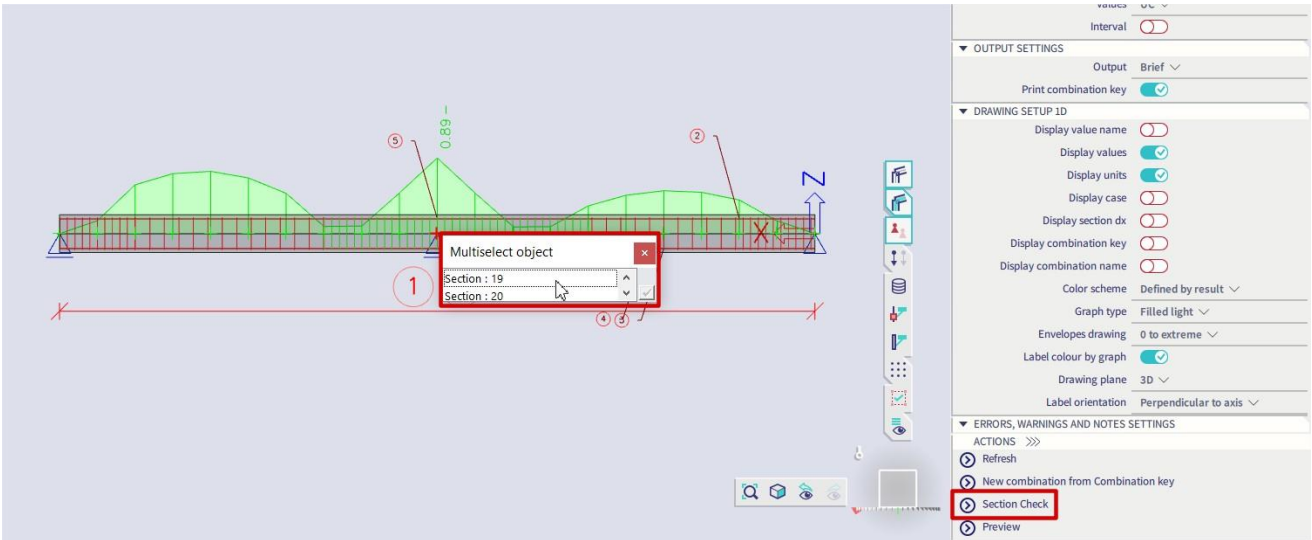 Values UC
Interval
OUTPUT SETTINGS
Output Brief
Print combination key
DRAWING SETUP 1D
Display value name
Display values
Display units
Display case
Display section dx
Display combination key
Display combination name
Color scheme Defined by result
Graph type Filled light
Envelopes drawing 0 to extreme
Label colour by graph
Drawing plane 3D
Label orientation Perpendicular to axis
ERRORS, WARNINGS AND NOTES SETTINGS
ACTIONS >>>
Refresh
New combination from Combination key
Section Check
Preview
0.89
5
2
Z
X
Multiselect object
Section : 19
Section : 20
1
4
3